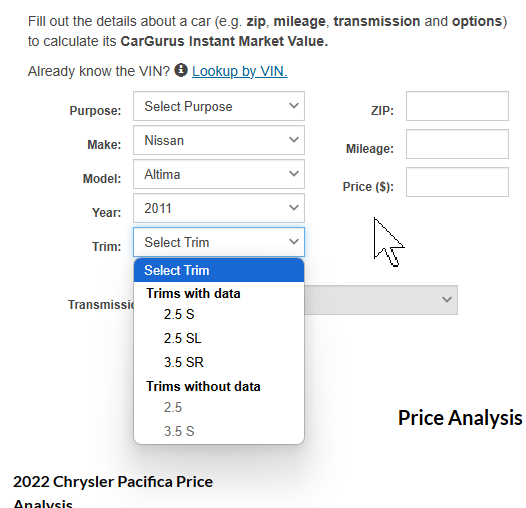 Fill out the details about a car (e.g. zip, mileage, transmission and options)
to calculate its CarGurus Instant Market Value.
Already know the VIN? Lookup by VIN.
Purpose: Select Purpose ZIP:
Make: Nissan Mileage:
Model: Altima Price ($):
Year: 2011
Trim: Select Trim
Select Trim
Trims with data
2.5 S
Transmissi
2.5 SL
3.5 SR
Trims without data
2.5
3.5 S
Price Analysis
2022 Chrysler Pacifica Price
Analysis